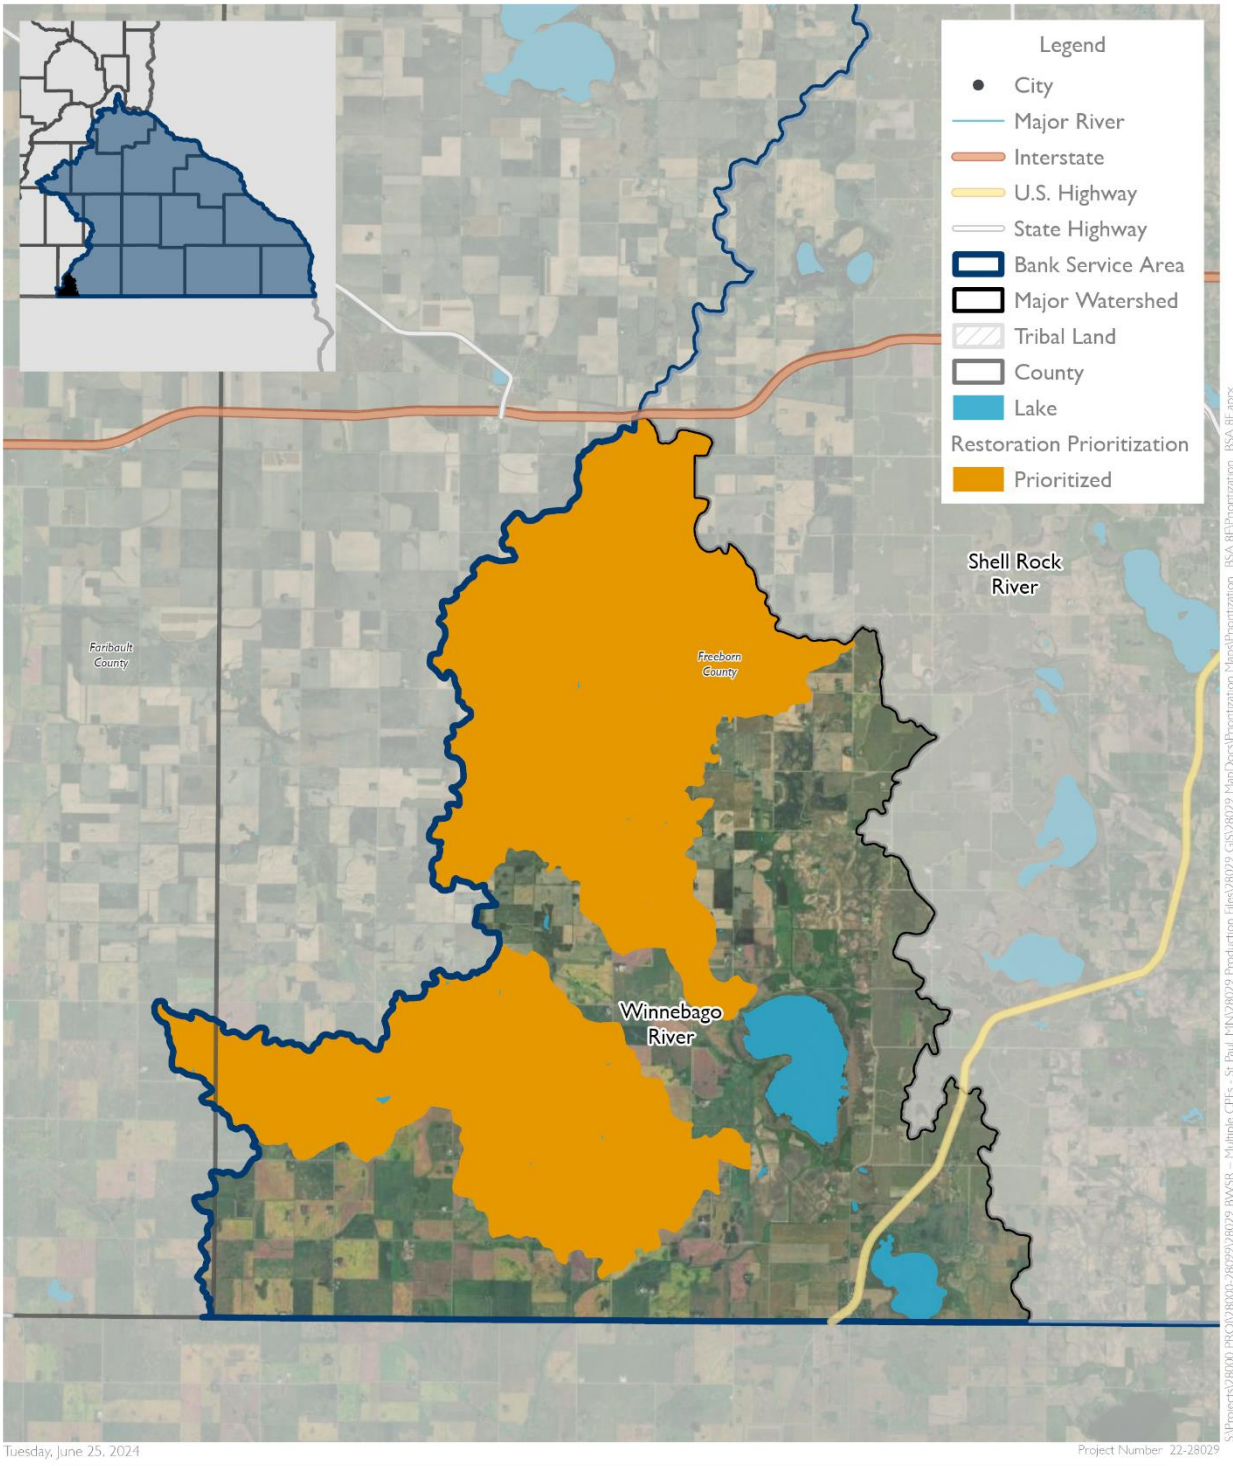 Legend
City
Major River
Interstate
U.S. Highway
State Highway
Bank Service Area
Major Watershed
Tribal Land
County
Lake
Restoration Prioritization
Prioritized
Shell Rock
River
Faribault
County
Freeborn
County
Winnebago
River
Tuesday, June 25, 2024
Project Number 22-28029